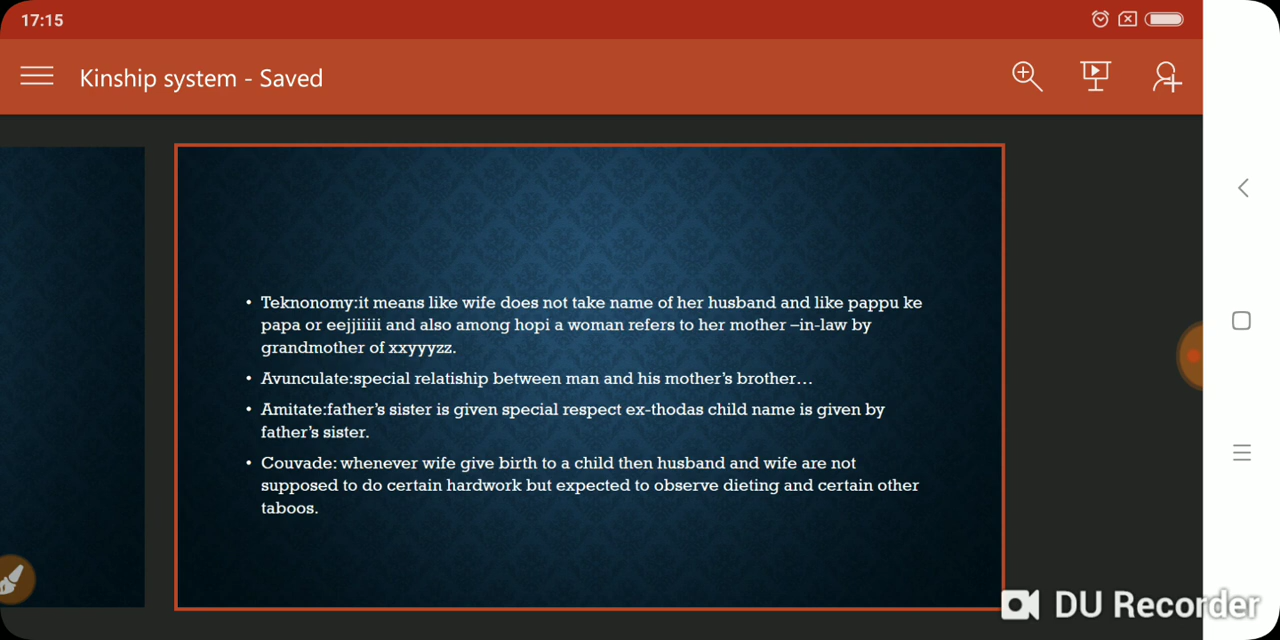 17:15
Kinship system - Saved
• Teknonomy:it means like wife does not take name of her husband and like pappu ke
papa or eejjiiiii and also among hopi a woman refers to her mother –in-law by
grandmother of xxyyyzz.
• Avunculate:special relatiship between man and his mother's brother…
• Amitate:father's sister is given special respect ex-thodas child name is given by
father's sister.
• Couvade: whenever wife give birth to a child then husband and wife are not
supposed to do certain hardwork but expected to observe dieting and certain other
taboos.
DU Recorder